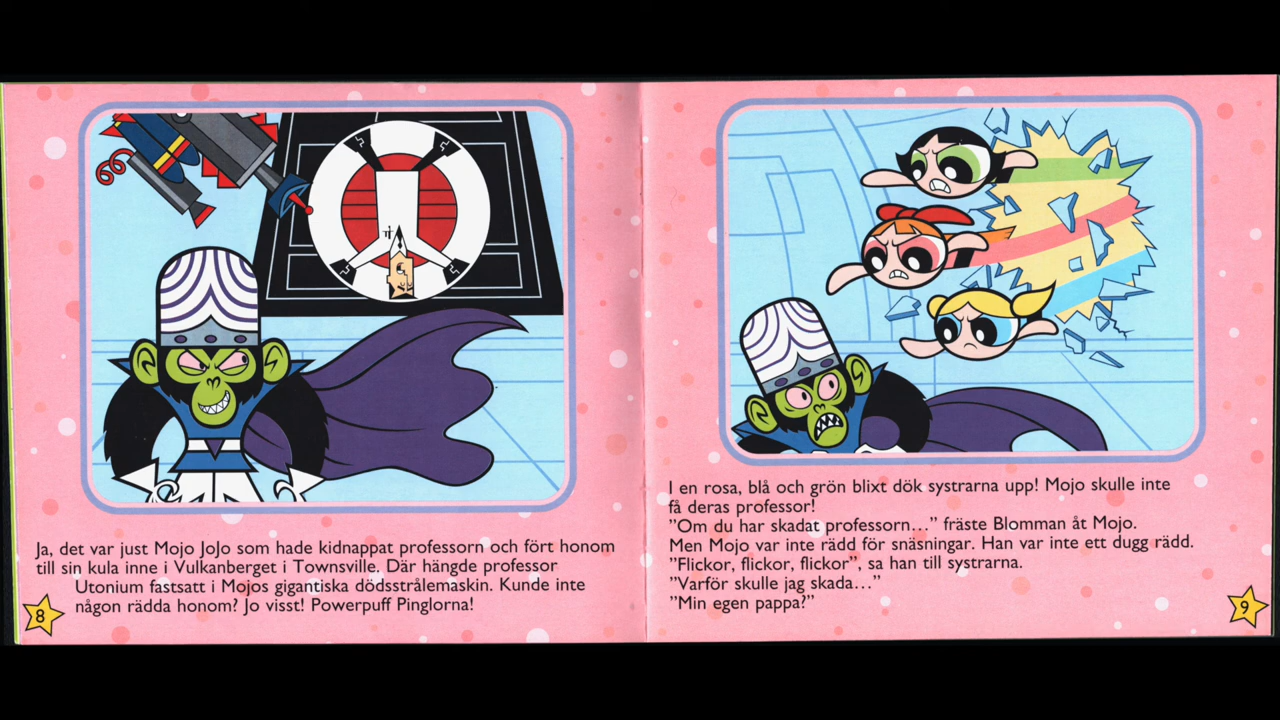 Ja, det var just Mojo JoJo som hade kidnappat professorn och fört honom
till sin kula inne i Vulkanberget i Townsville. Där hängde professor
Utonium fastsatt i Mojos gigantiska dödsstrålemaskin. Kunde inte
någon rädda honom? Jo visst! Powerpuff Pinglorna!
8
I en rosa, blå och grön blixt dök systrarna upp! Mojo skulle inte
få deras professor!
”Om du har skadat professorn…” fräste Blomman åt Mojo.
Men Mojo var inte rädd för snäsningar. Han var inte ett dugg rädd.
”Flickor, flickor, flickor”, sa han till systrarna.
”Varför skulle jag skada…”
”Min egen pappa?”
9